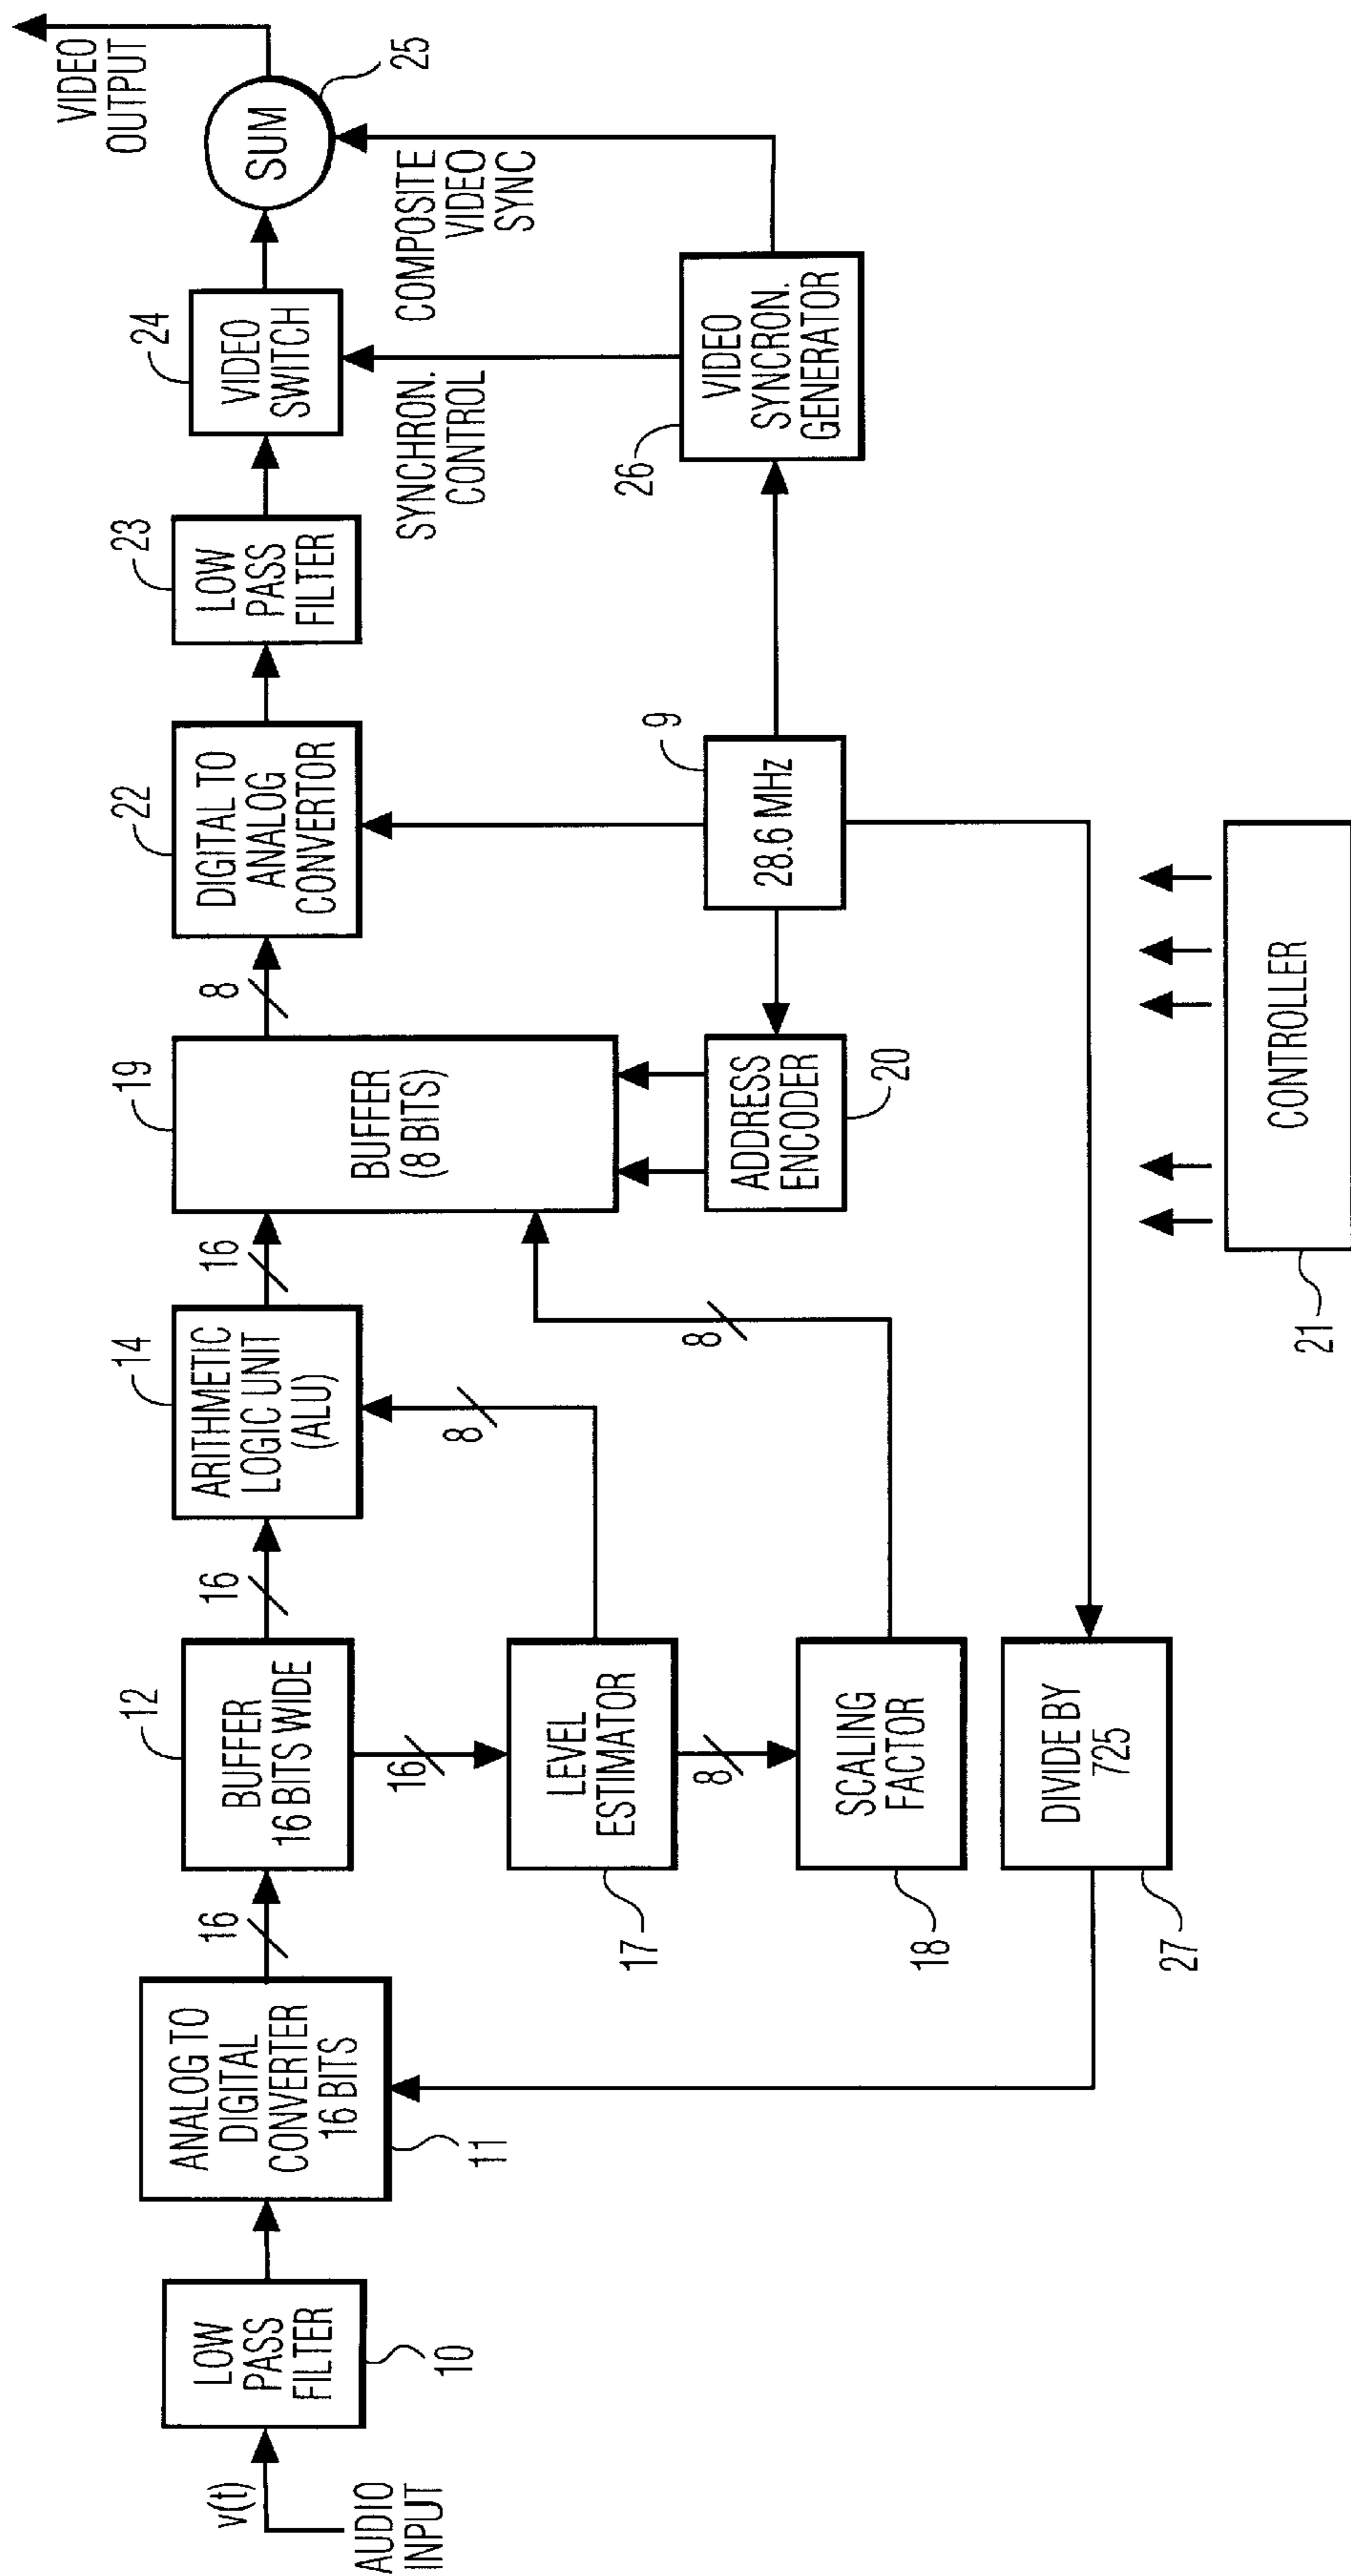 v(t)
AUDIO
INPUT
LOW
PASS
FILTER
10
ANALOG TO
DIGITAL
CONVERTER
16 BITS
11
16
BUFFER
16 BITS WIDE
12
16
ARITHMETIC
LOGIC UNIT
(ALU)
14
16
BUFFER
(8 BITS)
19
8
DIGITAL TO
ANALOG
CONVERTOR
22
LOW
PASS
FILTER
23
VIDEO
SWITCH
24
SUM
25
VIDEO
OUTPUT
16
LEVEL
ESTIMATOR
17
8
8
SCALING
FACTOR
18
8
ADDRESS
ENCODER
20
28.6 MHz
9
SYNCHRON.
CONTROL
COMPOSITE
VIDEO
SYNC
VIDEO
SYNCRON.
GENERATOR
26
DIVIDE BY
725
27
CONTROLLER
21